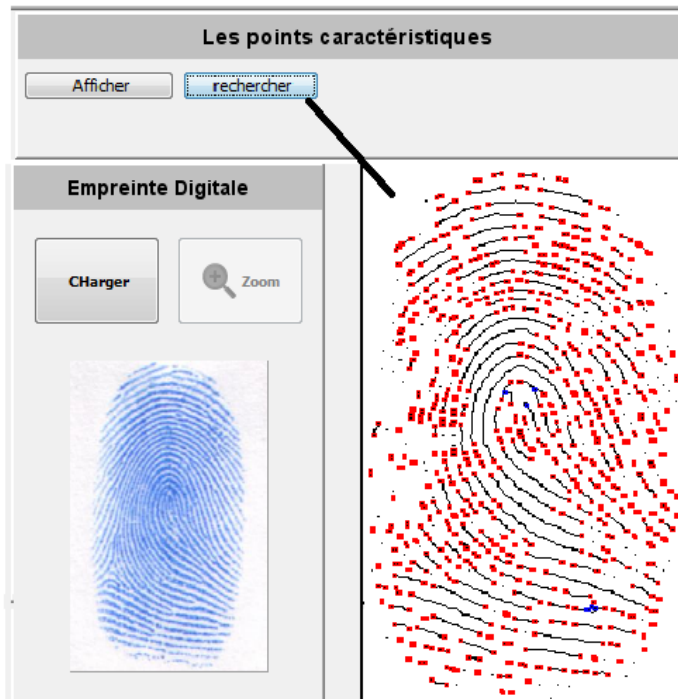 Les points caractéristiques
Afficher
rechercher
Empreinte Digitale
CHarger
Zoom